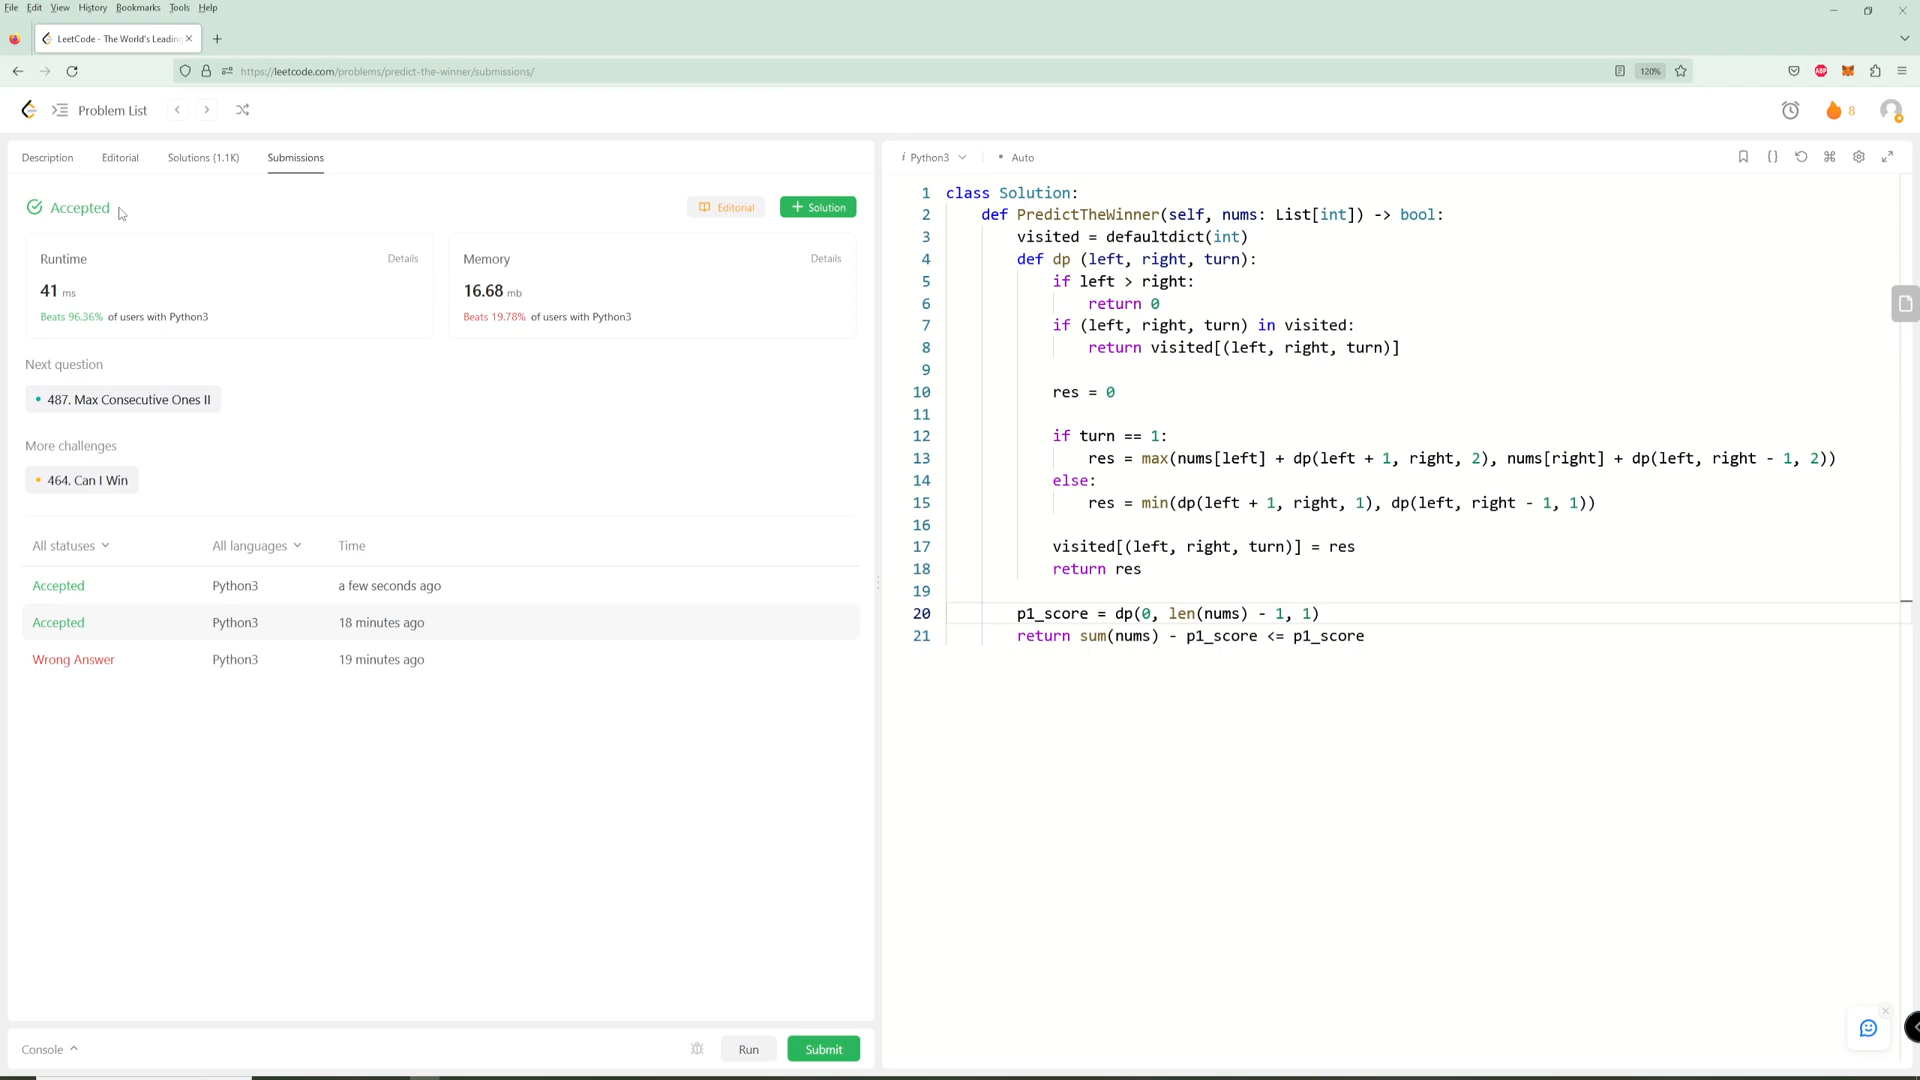 File Edit View History Bookmarks Tools Help
LeetCode - The World's Leading
https://leetcode.com/problems/predict-the-winner/submissions/
120%
ABP
Problem List
8
Description Editorial Solutions (1.1K) Submissions
Accepted
Editorial
Solution
Runtime
Details
41 ms
Beats 96.36% of users with Python3
Memory
Details
16.68 mb
Beats 19.78% of users with Python3
Next question
487. Max Consecutive Ones II
More challenges
464. Can I Win
All statuses All languages Time
Accepted Python3 a few seconds ago
Accepted Python3 18 minutes ago
Wrong Answer Python3 19 minutes ago
Console
Run
Submit
i Python3 • Auto
1 class Solution:
2 def PredictTheWinner(self, nums: List[int]) -> bool:
3 visited = defaultdict(int)
4 def dp (left, right, turn):
5 if left > right:
6 return 0
7 if (left, right, turn) in visited:
8 return visited[(left, right, turn)]
9
10 res = 0
11
12 if turn == 1:
13 res = max(nums[left] + dp(left + 1, right, 2), nums[right] + dp(left, right - 1, 2))
14 else:
15 res = min(dp(left + 1, right, 1), dp(left, right - 1, 1))
16
17 visited[(left, right, turn)] = res
18 return res
19
20 p1_score = dp(0, len(nums) - 1, 1)
21 return sum(nums) - p1_score <= p1_score